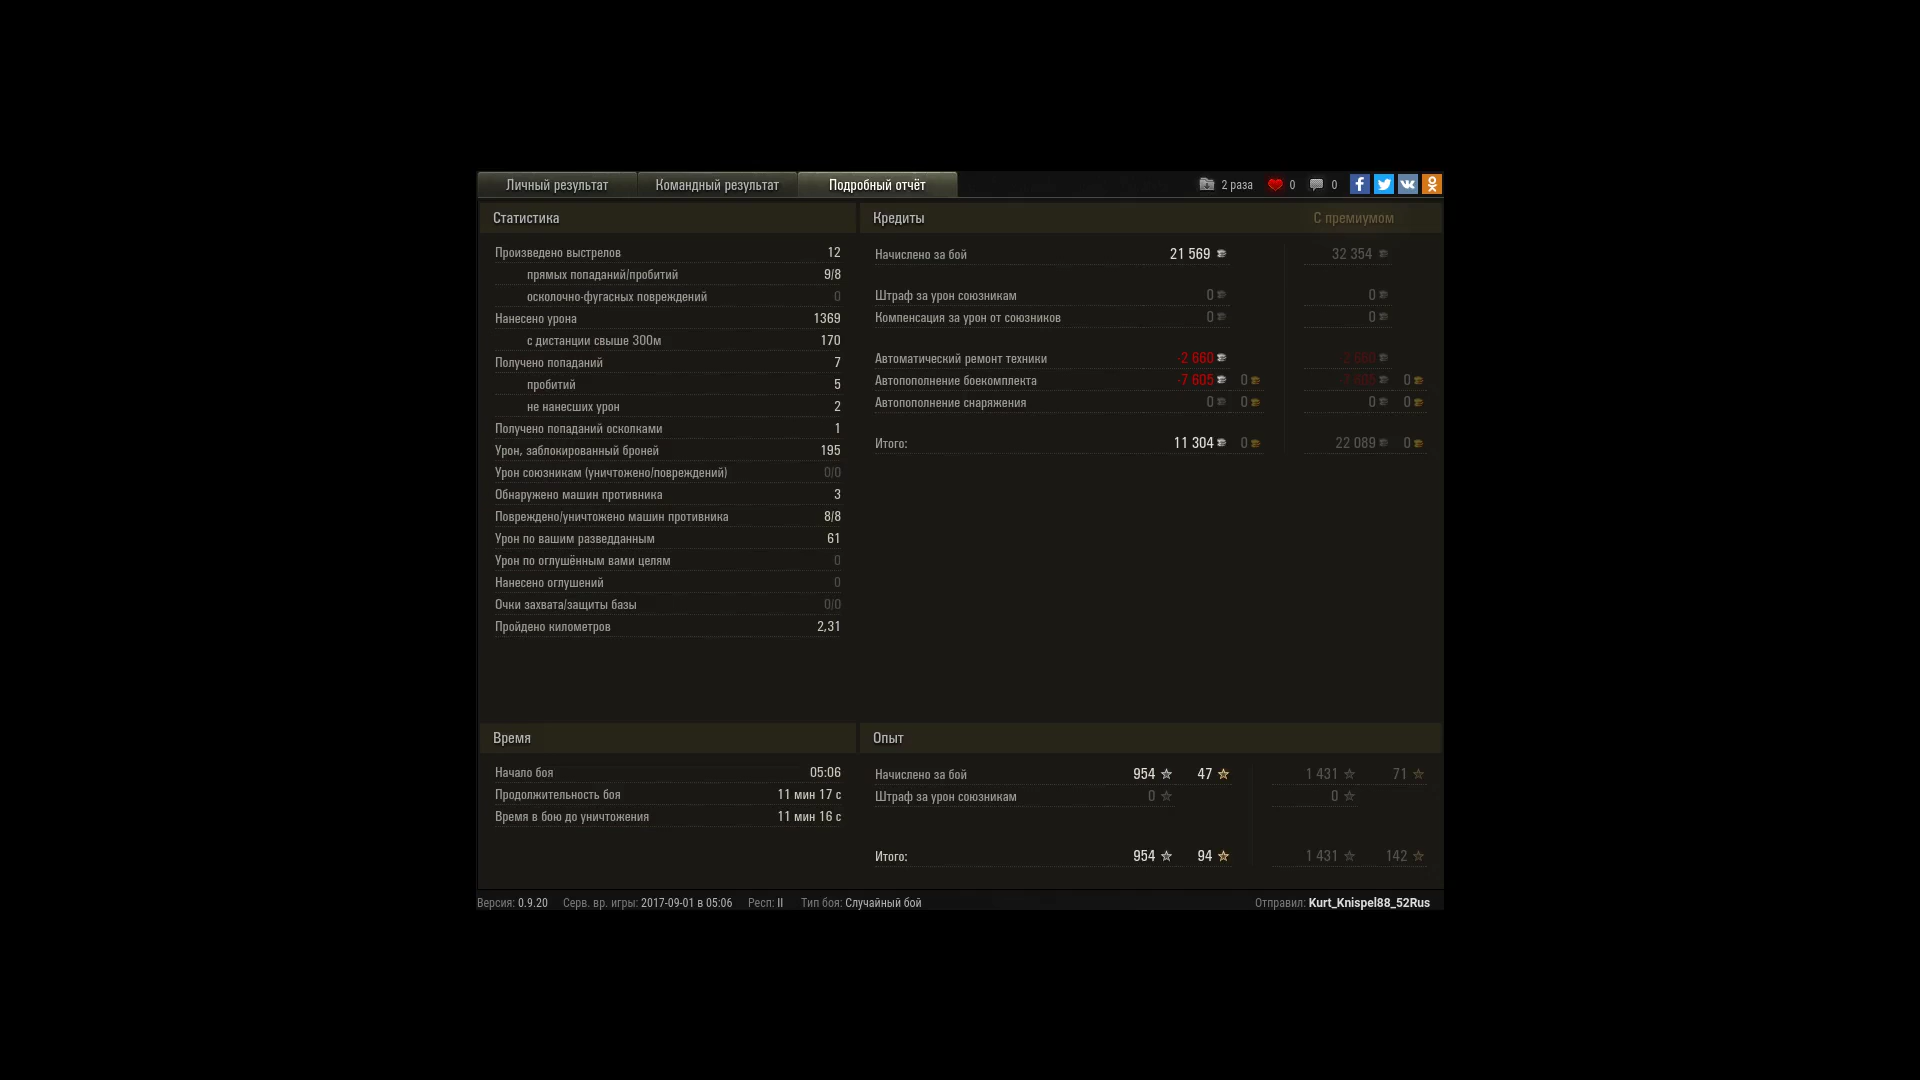 Личный результат Командный результат Подробный отчёт 2 раза 0 0
Статистика
Произведено выстрелов 12
прямых попаданий/пробитий 9/8
осколочно-фугасных повреждений 0
Нанесено урона 1369
с дистанции свыше 300м 170
Получено попаданий 7
пробитий 5
не нанесших урон 2
Получено попаданий осколками 1
Урон, заблокированный броней 195
Урон союзникам (уничтожено/повреждений) 0/0
Обнаружено машин противника 3
Повреждено/уничтожено машин противника 8/8
Урон по вашим разведданным 61
Урон по оглушённым вами целям 0
Нанесено оглушений 0
Очки захвата/защиты базы 0/0
Пройдено километров 2,31
Кредиты С премиумом
Начислено за бой 21 569 32 354
Штраф за урон союзникам 0 0
Компенсация за урон от союзников 0 0
Автоматический ремонт техники -2 660 -2 660
Автопополнение боекомплекта -7 605 0 -7 605 0
Автопополнение снаряжения 0 0 0 0
Итого: 11 304 0 22 089 0
Время
Начало боя 05:06
Продолжительность боя 11 мин 17 с
Время в бою до уничтожения 11 мин 16 с
Опыт
Начислено за бой 954 47 1 431 71
Штраф за урон союзникам 0 0
Итого: 954 94 1 431 142
Версия: 0.9.20 Серв. вр. игры: 2017-09-01 в 05:06 Респ: II Тип боя: Случайный бой Отправил: Kurt_Knispel88_52Rus